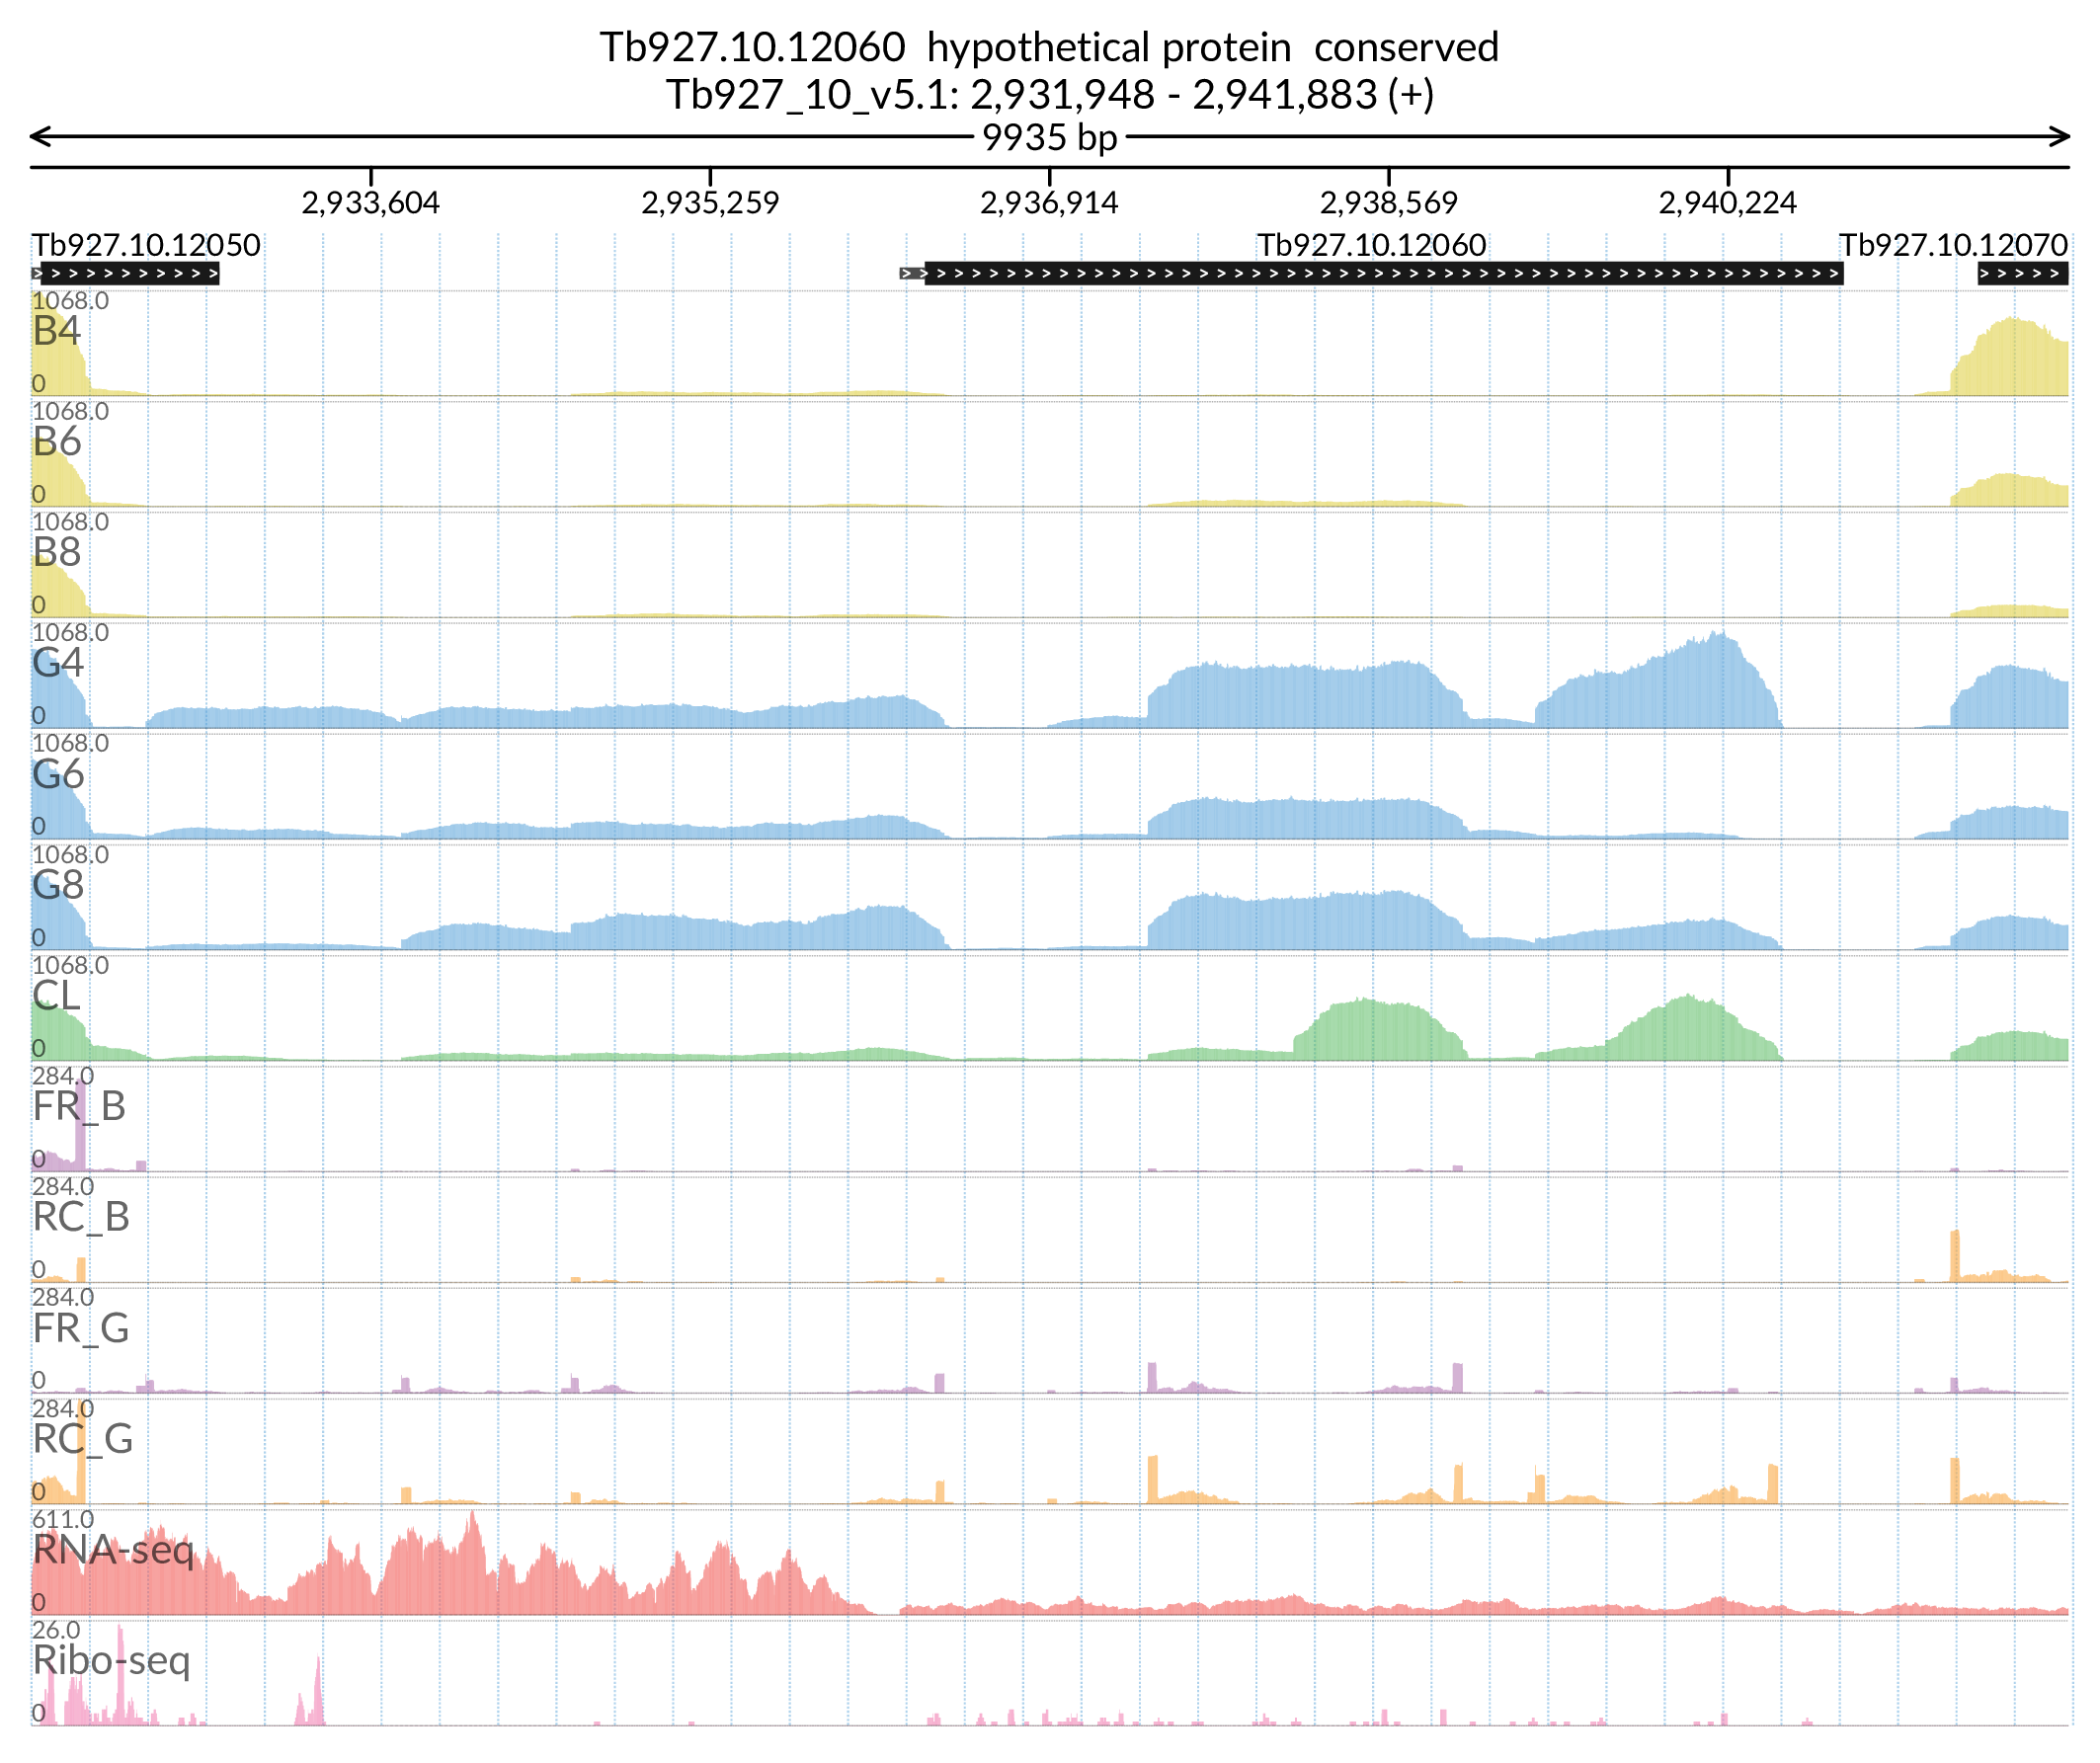 Tb927.10.12060 hypothetical protein conserved
Tb927_10_v5.1: 2,931,948 - 2,941,883 (+)
9935 bp
2,933,604 2,935,259 2,936,914 2,938,569 2,940,224
Tb927.10.12050 Tb927.10.12060 Tb927.10.12070
1068.0
B4
0
1068.0
B6
0
1068.0
B8
0
1068.0
G4
0
1068.0
G6
0
1068.0
G8
0
1068.0
CL
0
284.0
FR_B
0
284.0
RC_B
0
284.0
FR_G
0
284.0
RC_G
0
611.0
RNA-seq
0
26.0
Ribo-seq
0